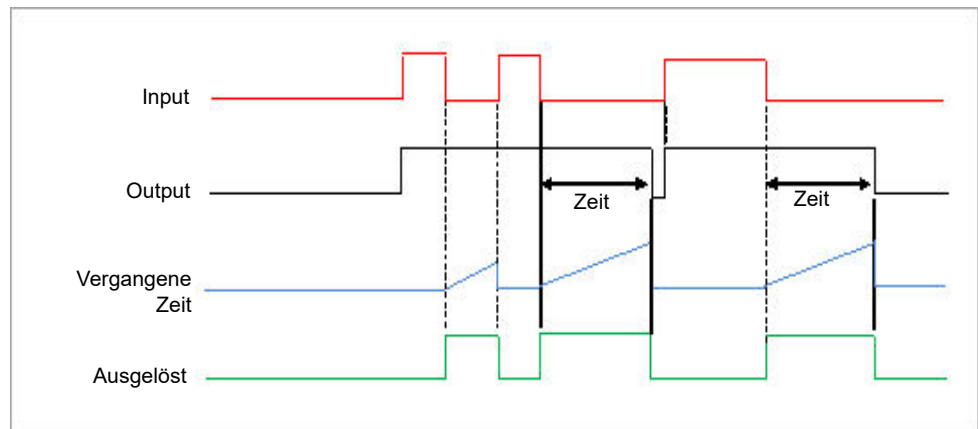 Input
Output
Zeit
Zeit
Vergangene
Zeit
Ausgelöst